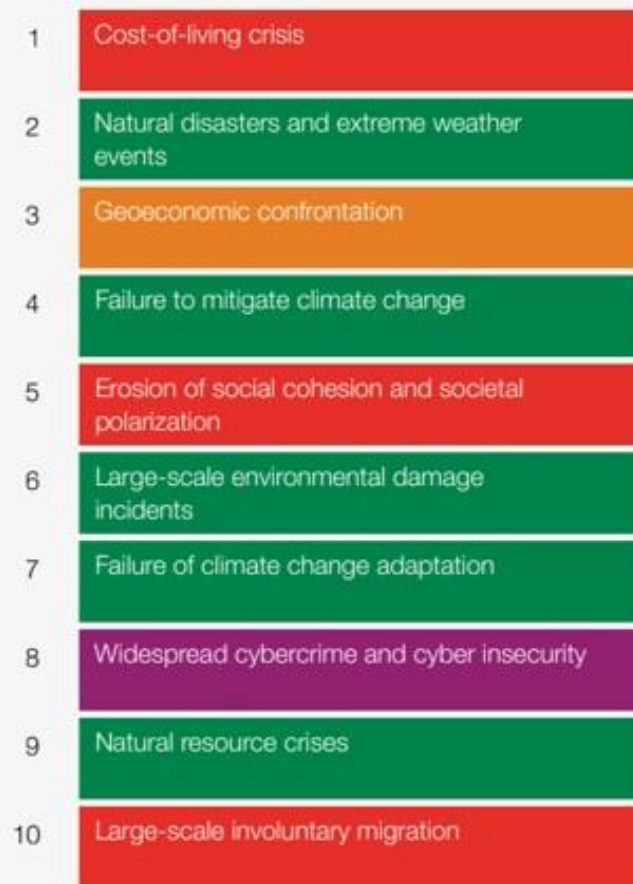 1 Cost-of-living crisis
2 Natural disasters and extreme weather
events
3 Geoeconomic confrontation
4 Failure to mitigate climate change
5 Erosion of social cohesion and societal
polarization
6 Large-scale environmental damage
incidents
7 Failure of climate change adaptation
8 Widespread cybercrime and cyber insecurity
9 Natural resource crises
10 Large-scale involuntary migration